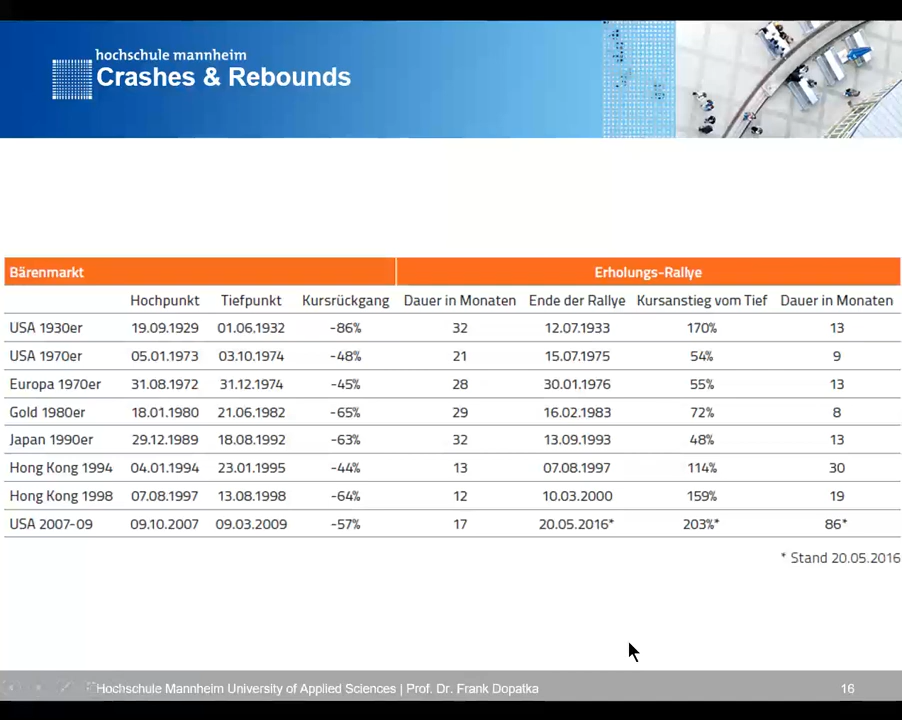 hochschule mannheim
Crashes & Rebounds
Bärenmarkt Erholungs-Rallye
Hochpunkt Tiefpunkt Kursrückgang Dauer in Monaten Ende der Rallye Kursanstieg vom Tief Dauer in Monaten
USA 1930er 19.09.1929 01.06.1932 -86% 32 12.07.1933 170% 13
USA 1970er 05.01.1973 03.10.1974 -48% 21 15.07.1975 54% 9
Europa 1970er 31.08.1972 31.12.1974 -45% 28 30.01.1976 55% 13
Gold 1980er 18.01.1980 21.06.1982 -65% 29 16.02.1983 72% 8
Japan 1990er 29.12.1989 18.08.1992 -63% 32 13.09.1993 48% 13
Hong Kong 1994 04.01.1994 23.01.1995 -44% 13 07.08.1997 114% 30
Hong Kong 1998 07.08.1997 13.08.1998 -64% 12 10.03.2000 159% 19
USA 2007-09 09.10.2007 09.03.2009 -57% 17 20.05.2016* 203%* 86*
* Stand 20.05.2016
Hochschule Mannheim University of Applied Sciences | Prof. Dr. Frank Dopatka 16